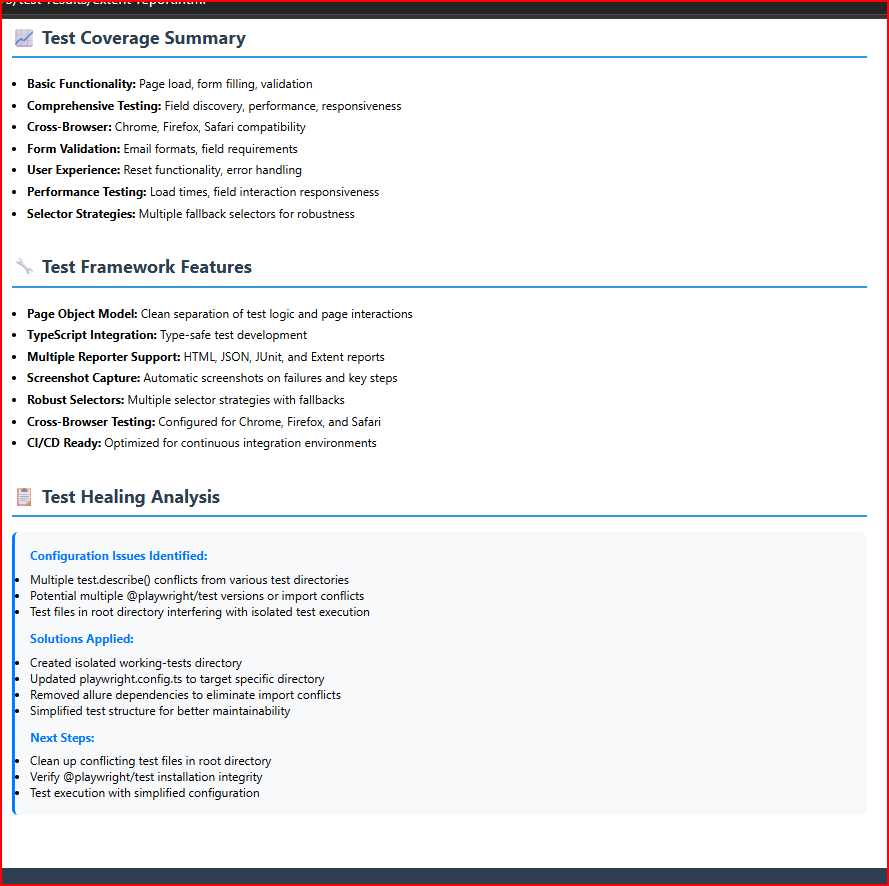 Test Coverage Summary
Basic Functionality: Page load, form filling, validation
Comprehensive Testing: Field discovery, performance, responsiveness
Cross-Browser: Chrome, Firefox, Safari compatibility
Form Validation: Email formats, field requirements
User Experience: Reset functionality, error handling
Performance Testing: Load times, field interaction responsiveness
Selector Strategies: Multiple fallback selectors for robustness
Test Framework Features
Page Object Model: Clean separation of test logic and page interactions
TypeScript Integration: Type-safe test development
Multiple Reporter Support: HTML, JSON, JUnit, and Extent reports
Screenshot Capture: Automatic screenshots on failures and key steps
Robust Selectors: Multiple selector strategies with fallbacks
Cross-Browser Testing: Configured for Chrome, Firefox, and Safari
CI/CD Ready: Optimized for continuous integration environments
Test Healing Analysis
Configuration Issues Identified:
Multiple test.describe() conflicts from various test directories
Potential multiple @playwright/test versions or import conflicts
Test files in root directory interfering with isolated test execution
Solutions Applied:
Created isolated working-tests directory
Updated playwright.config.ts to target specific directory
Removed allure dependencies to eliminate import conflicts
Simplified test structure for better maintainability
Next Steps:
Clean up conflicting test files in root directory
Verify @playwright/test installation integrity
Test execution with simplified configuration